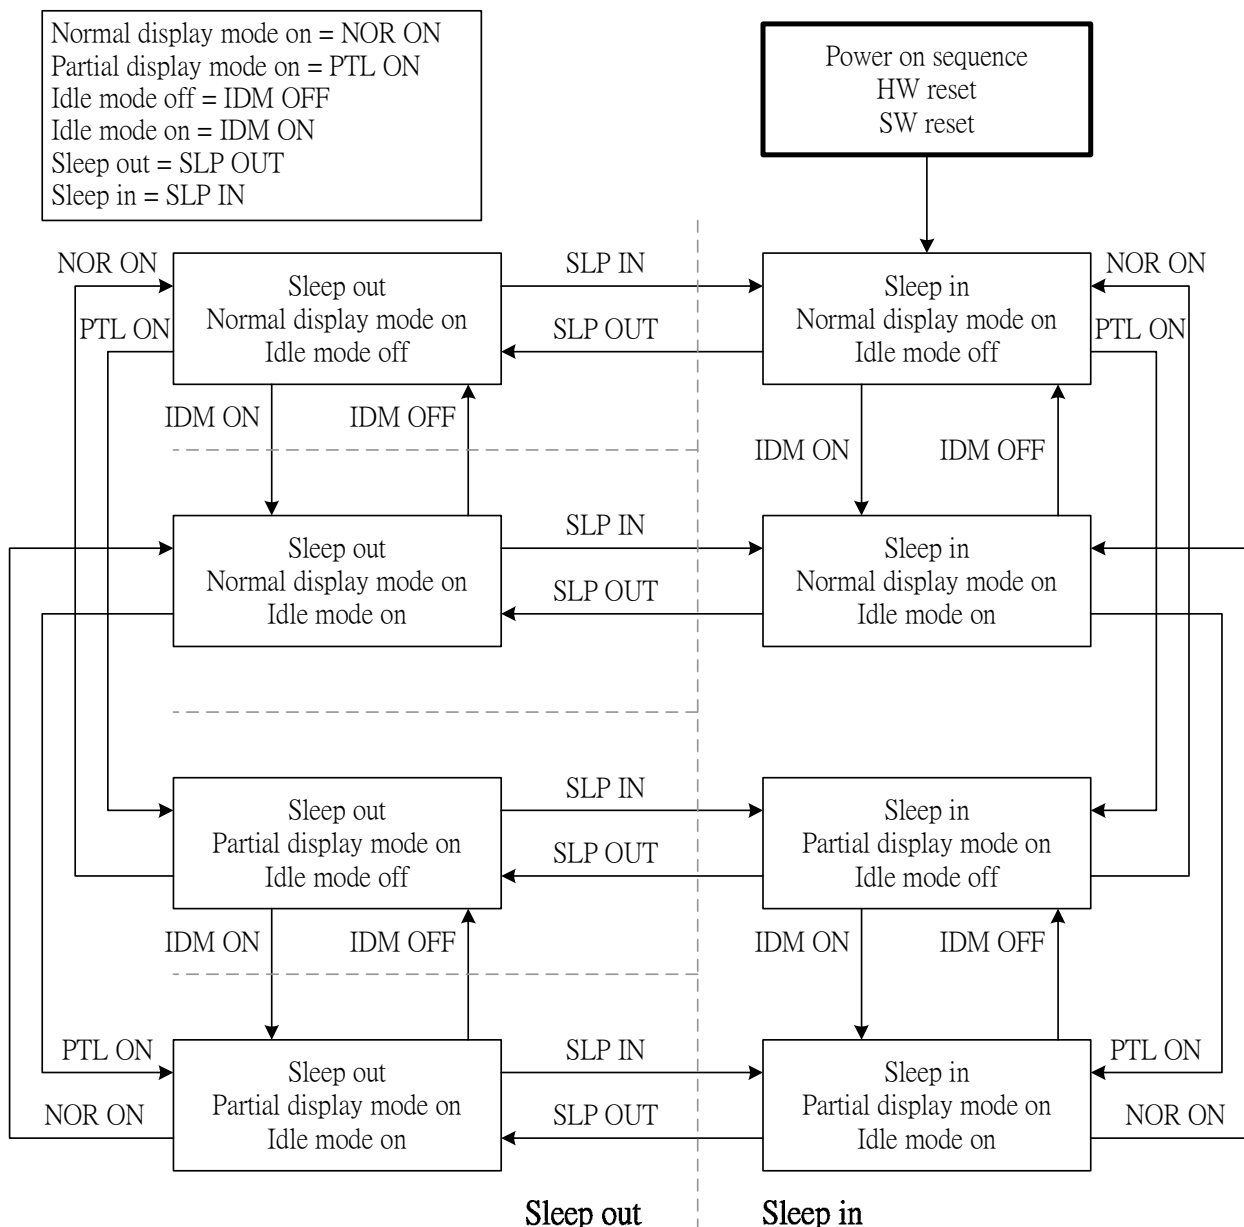 Normal display mode on = NOR ON
Partial display mode on = PTL ON
Idle mode off = IDM OFF
Idle mode on = IDM ON
Sleep out = SLP OUT
Sleep in = SLP IN
Power on sequence
HW reset
SW reset
NOR ON
PTL ON
Sleep out
Normal display mode on
Idle mode off
SLP IN
SLP OUT
Sleep in
Normal display mode on
Idle mode off
NOR ON
PTL ON
IDM ON
IDM OFF
IDM ON
IDM OFF
Sleep out
Normal display mode on
Idle mode on
SLP IN
SLP OUT
Sleep in
Normal display mode on
Idle mode on
Sleep out
Partial display mode on
Idle mode off
SLP IN
SLP OUT
Sleep in
Partial display mode on
Idle mode off
IDM ON
IDM OFF
IDM ON
IDM OFF
PTL ON
NOR ON
Sleep out
Partial display mode on
Idle mode on
SLP IN
SLP OUT
Sleep in
Partial display mode on
Idle mode on
PTL ON
NOR ON
Sleep out
Sleep in